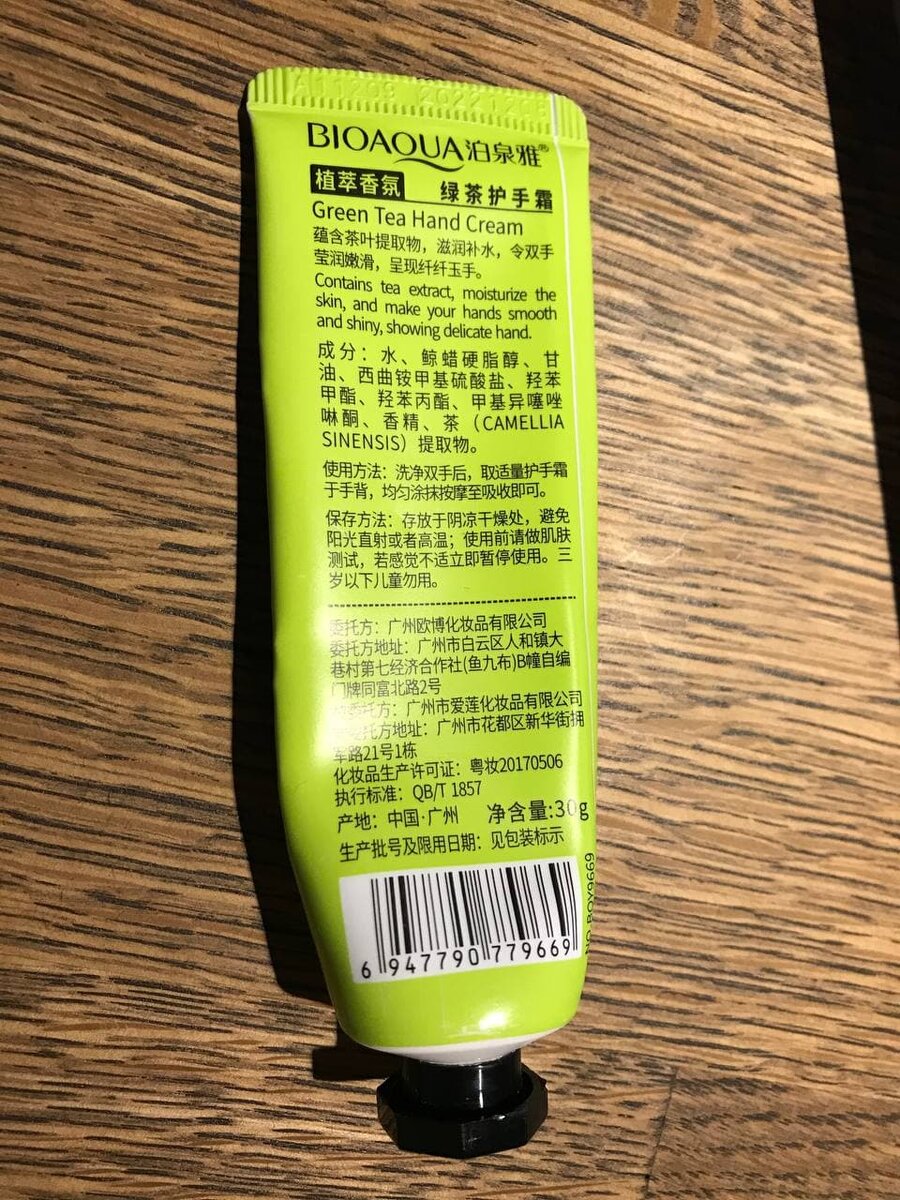 20221208
BIOAQUA泊泉雅®
植萃香氛 绿茶护手霜
Green Tea Hand Cream
蕴含茶叶提取物，滋润补水，令双手
莹润嫩滑，呈现纤纤玉手。
Contains tea extract, moisturize the
skin, and make your hands smooth
and shiny, showing delicate hand.
成分：水、鲸蜡硬脂醇、甘
油、西曲铵甲基硫酸盐、羟苯
甲酯、羟苯丙酯、甲基异噻唑
啉酮、香精、茶（CAMELLIA
SINENSIS）提取物。
使用方法：洗净双手后，取适量护手霜
于手背，均匀涂抹按摩至吸收即可。
保存方法：存放于阴凉干燥处，避免
阳光直射或者高温；使用前请做肌肤
测试，若感觉不适立即暂停使用。三
岁以下儿童勿用。
委托方：广州欧博化妆品有限公司
委托方地址：广州市白云区人和镇大
巷村第七经济合作社(鱼九布)B幢自编
门牌同富北路2号
被委托方：广州市爱莲化妆品有限公司
被委托方地址：广州市花都区新华街拥
军路21号1栋
化妆品生产许可证：粤妆20170506
执行标准：QB/T 1857
产地：中国·广州 净含量:30g
生产批号及限用日期：见包装标示
6 947790 779669
NO.BQY9669